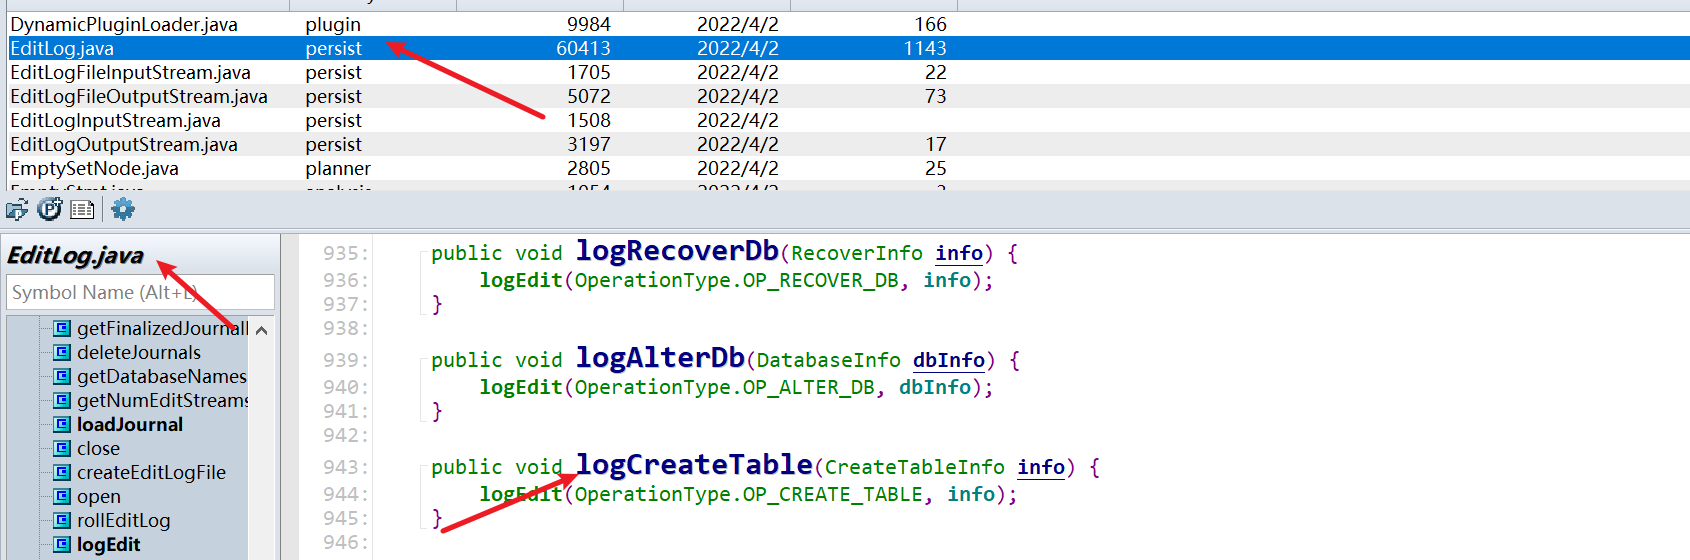 DynamicPluginLoader.java plugin 9984 2022/4/2 166
EditLog.java persist 60413 2022/4/2 1143
EditLogFileInputStream.java persist 1705 2022/4/2 22
EditLogFileOutputStream.java persist 5072 2022/4/2 73
EditLogInputStream.java persist 1508 2022/4/2
EditLogOutputStream.java persist 3197 2022/4/2 17
EmptySetNode.java planner 2805 2022/4/2 25
EditLog.java
Symbol Name (Alt+L)
getFinalizedJournal
deleteJournals
getDatabaseNames
getNumEditStreams
loadJournal
close
createEditLogFile
open
rollEditLog
logEdit
935: public void logRecoverDb(RecoverInfo info) {
936: logEdit(OperationType.OP_RECOVER_DB, info);
937: }
938:
939: public void logAlterDb(DatabaseInfo dbInfo) {
940: logEdit(OperationType.OP_ALTER_DB, dbInfo);
941: }
942:
943: public void logCreateTable(CreateTableInfo info) {
944: logEdit(OperationType.OP_CREATE_TABLE, info);
945: }
946: